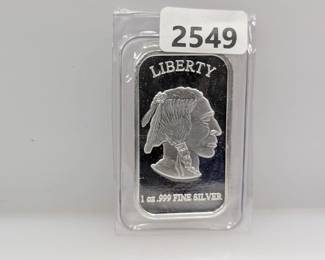 2549
LIBERTY
1 oz .999 FINE SILVER